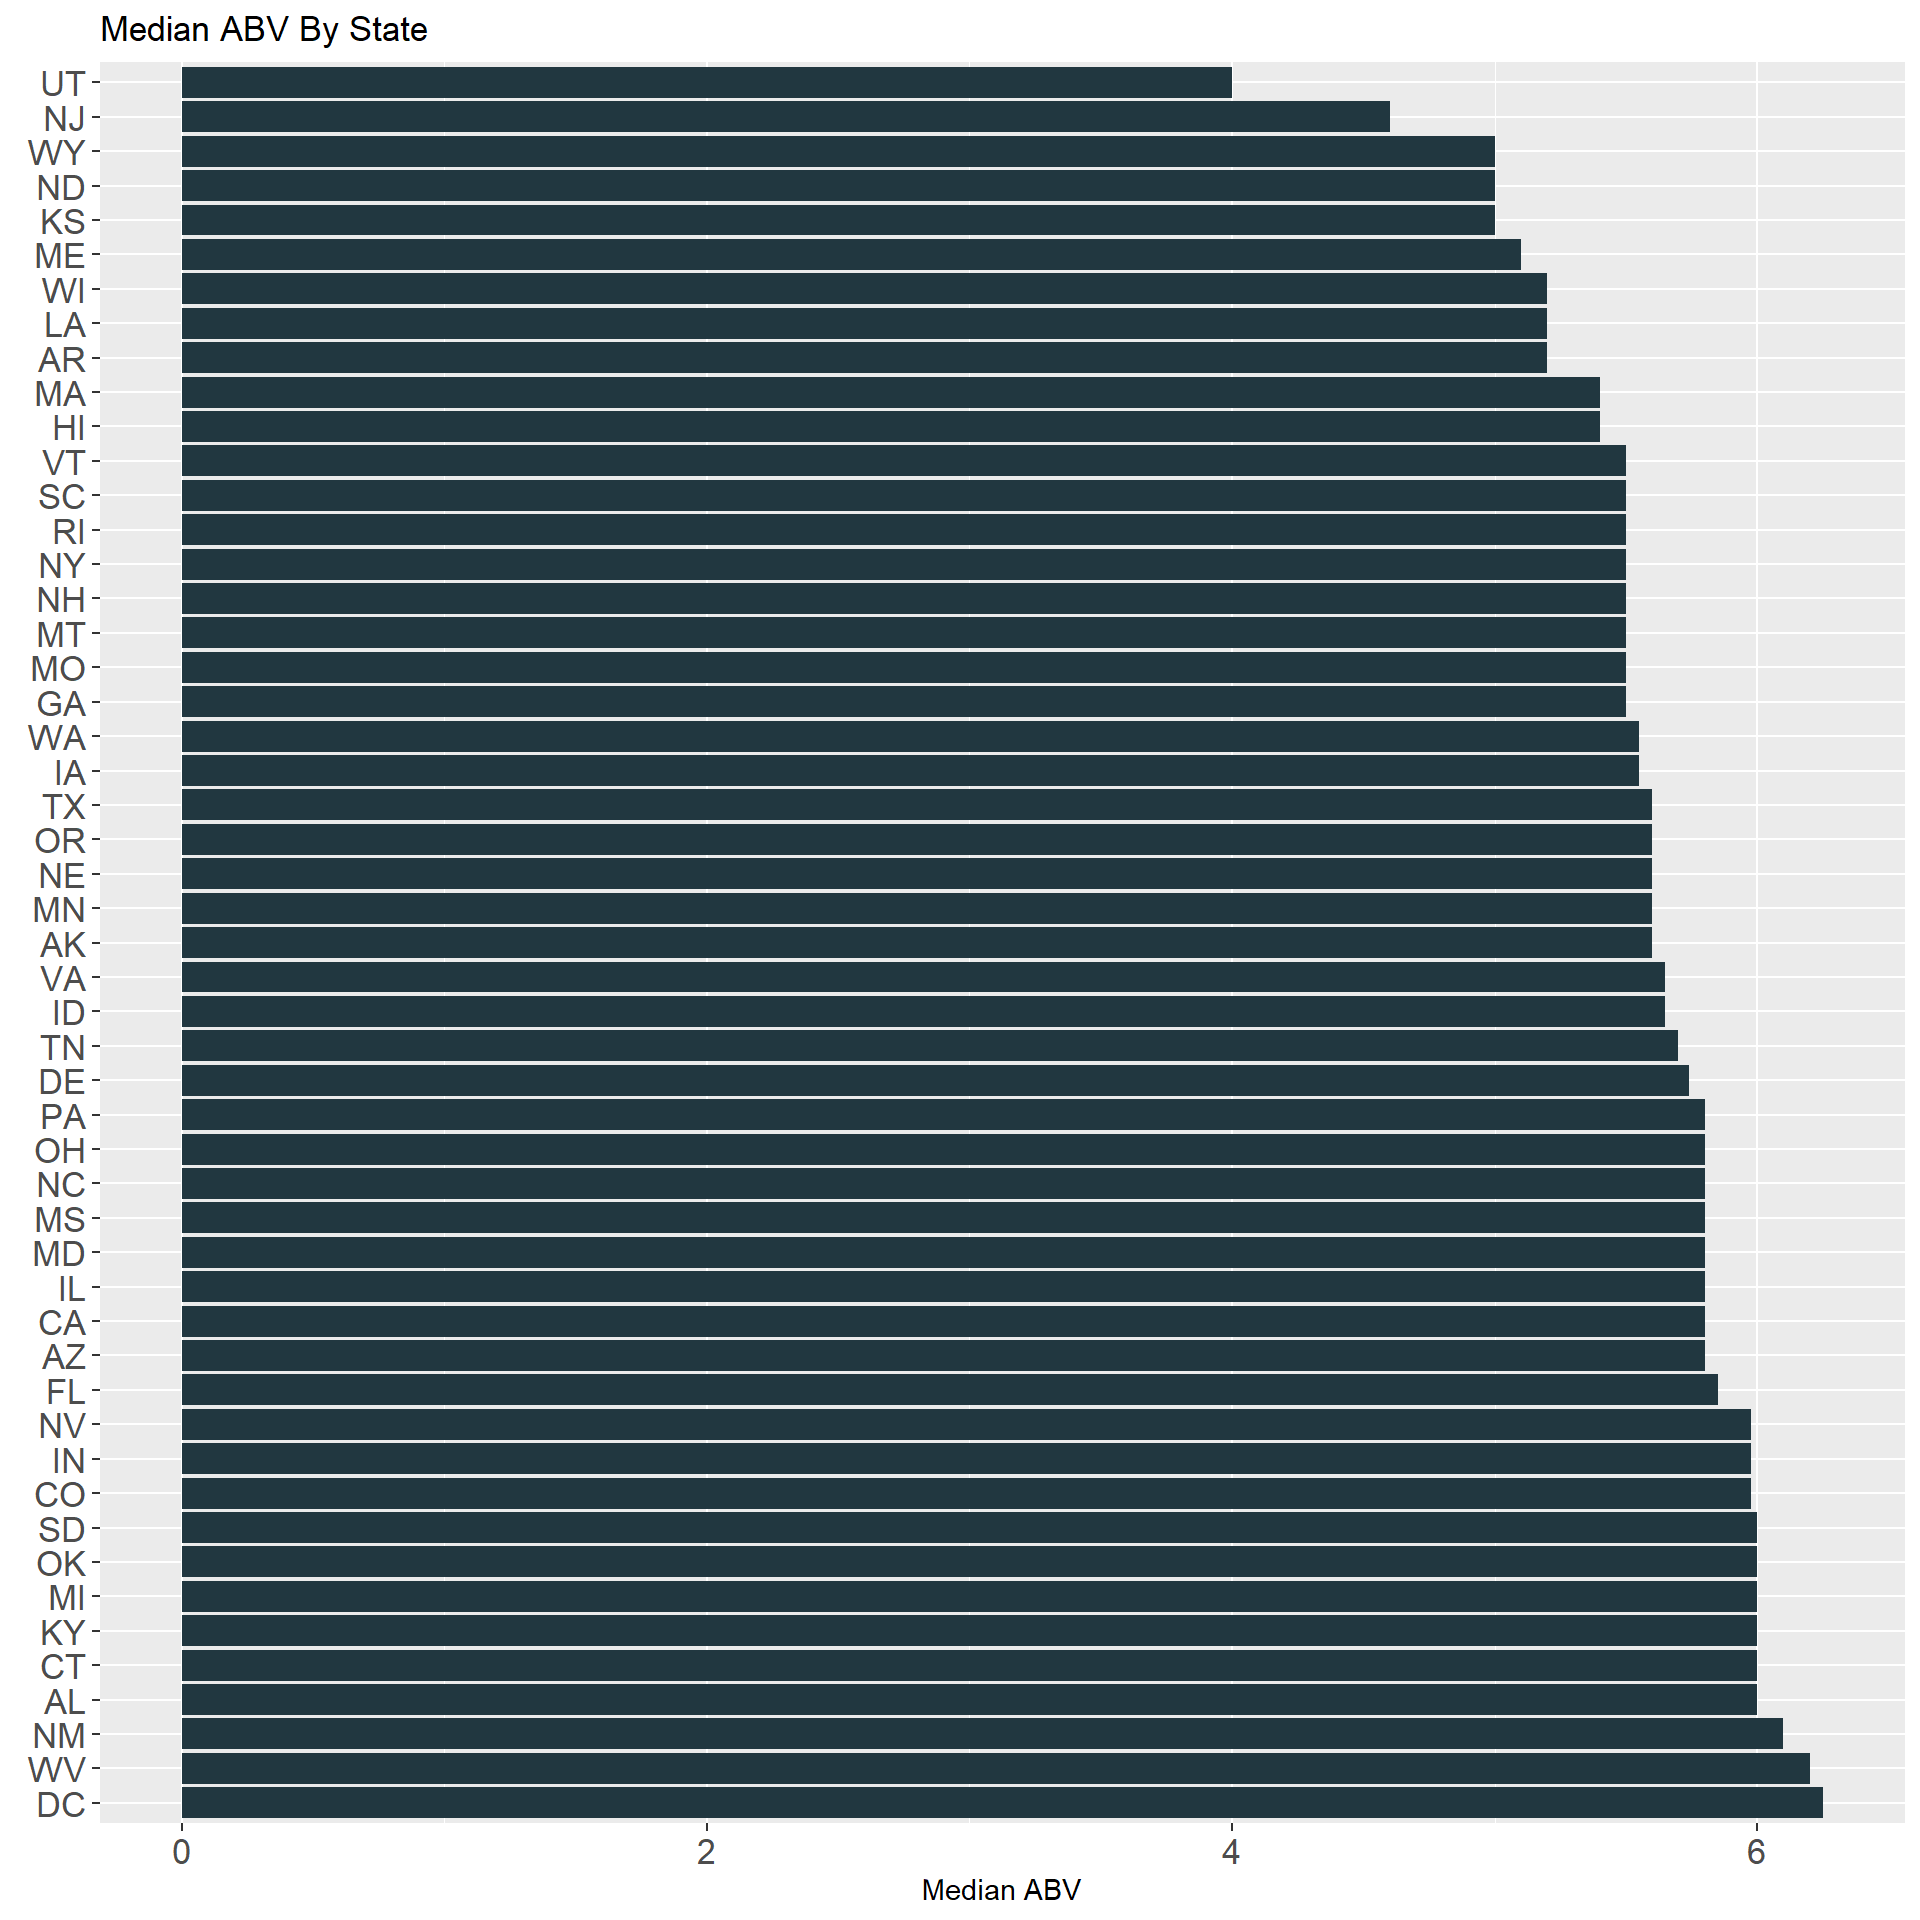 Median ABV By State
UT
NJ
WY
ND
KS
ME
WI
LA
AR
MA
HI
VT
SC
RI
NY
NH
MT
MO
GA
WA
IA
TX
OR
NE
MN
AK
VA
ID
TN
DE
PA
OH
NC
MS
MD
IL
CA
AZ
FL
NV
IN
CO
SD
OK
MI
KY
CT
AL
NM
WV
DC
0 2 4 6
Median ABV